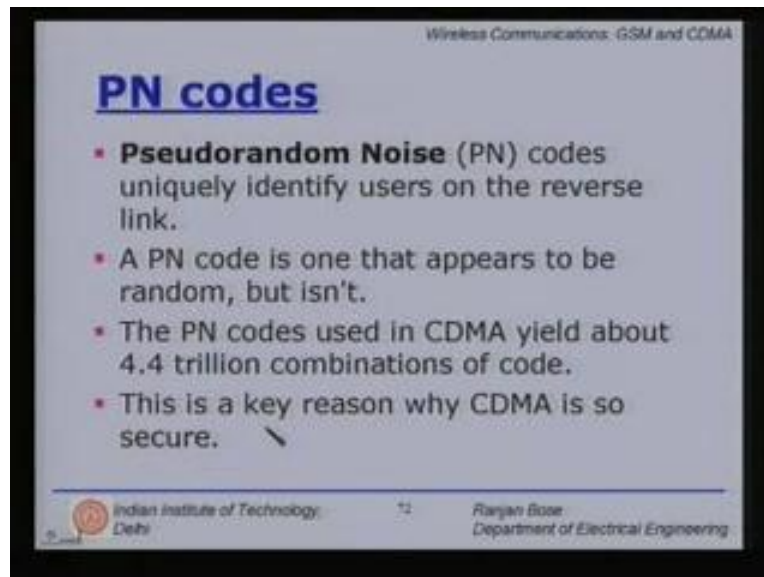 Wireless Communications: GSM and CDMA
PN codes
▪ Pseudorandom Noise (PN) codes
uniquely identify users on the reverse
link.
▪ A PN code is one that appears to be
random, but isn't.
▪ The PN codes used in CDMA yield about
4.4 trillion combinations of code.
▪ This is a key reason why CDMA is so
secure.
Indian Institute of Technology, 72 Ranjan Bose
Delhi Department of Electrical Engineering